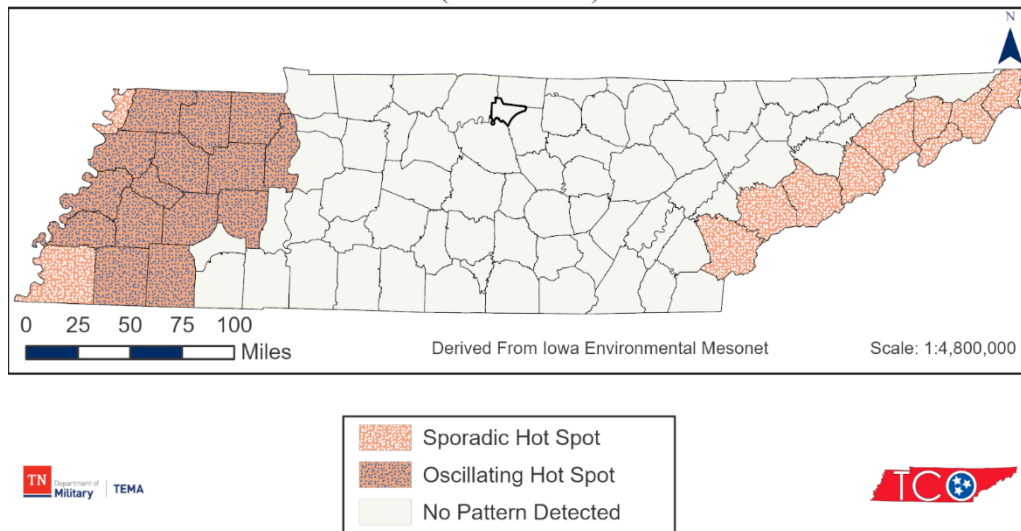 N
0 25 50 75 100
Miles
Derived From Iowa Environmental Mesonet
Scale: 1:4,800,000
Sporadic Hot Spot
Oscillating Hot Spot
No Pattern Detected
TN
Department of
Military
TEMA
TCO